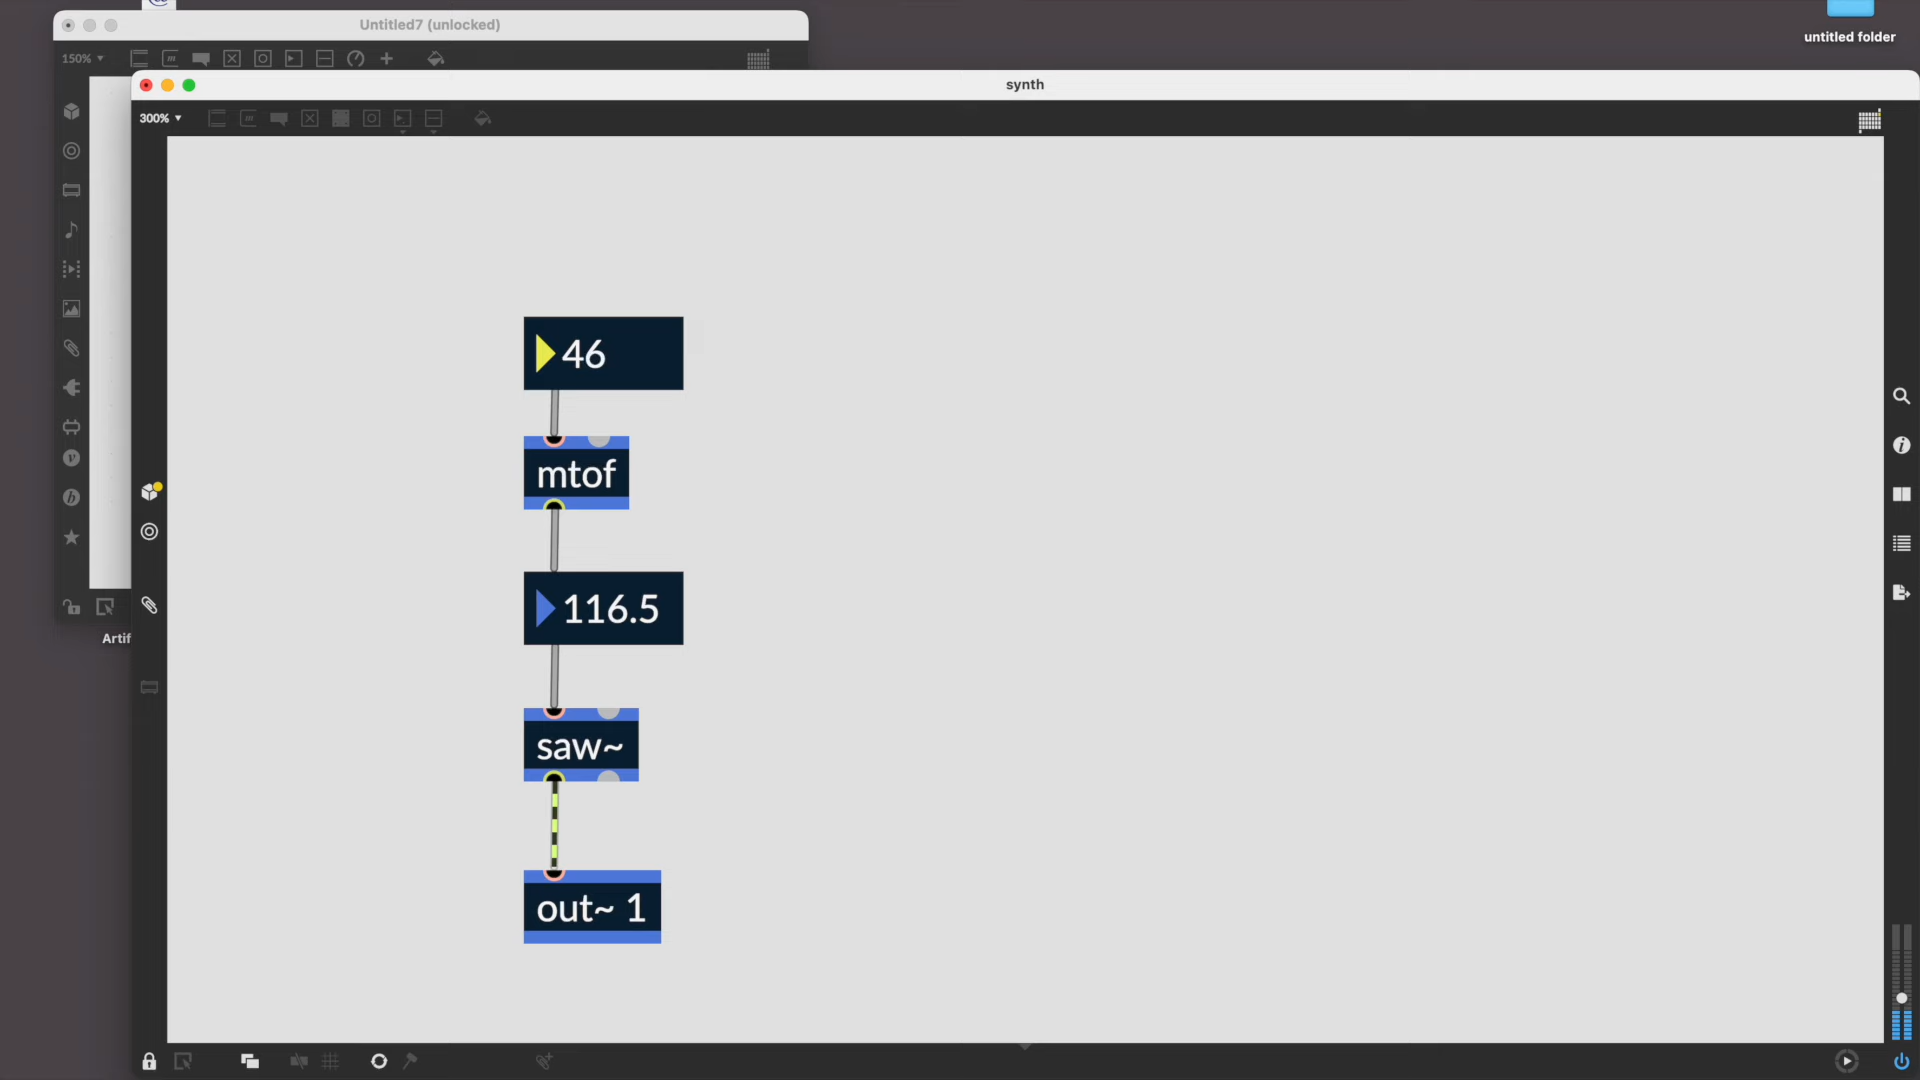 Untitled7 (unlocked)
untitled folder
150%
synth
300%
46
mtof
116.5
saw~
out~ 1
Artif